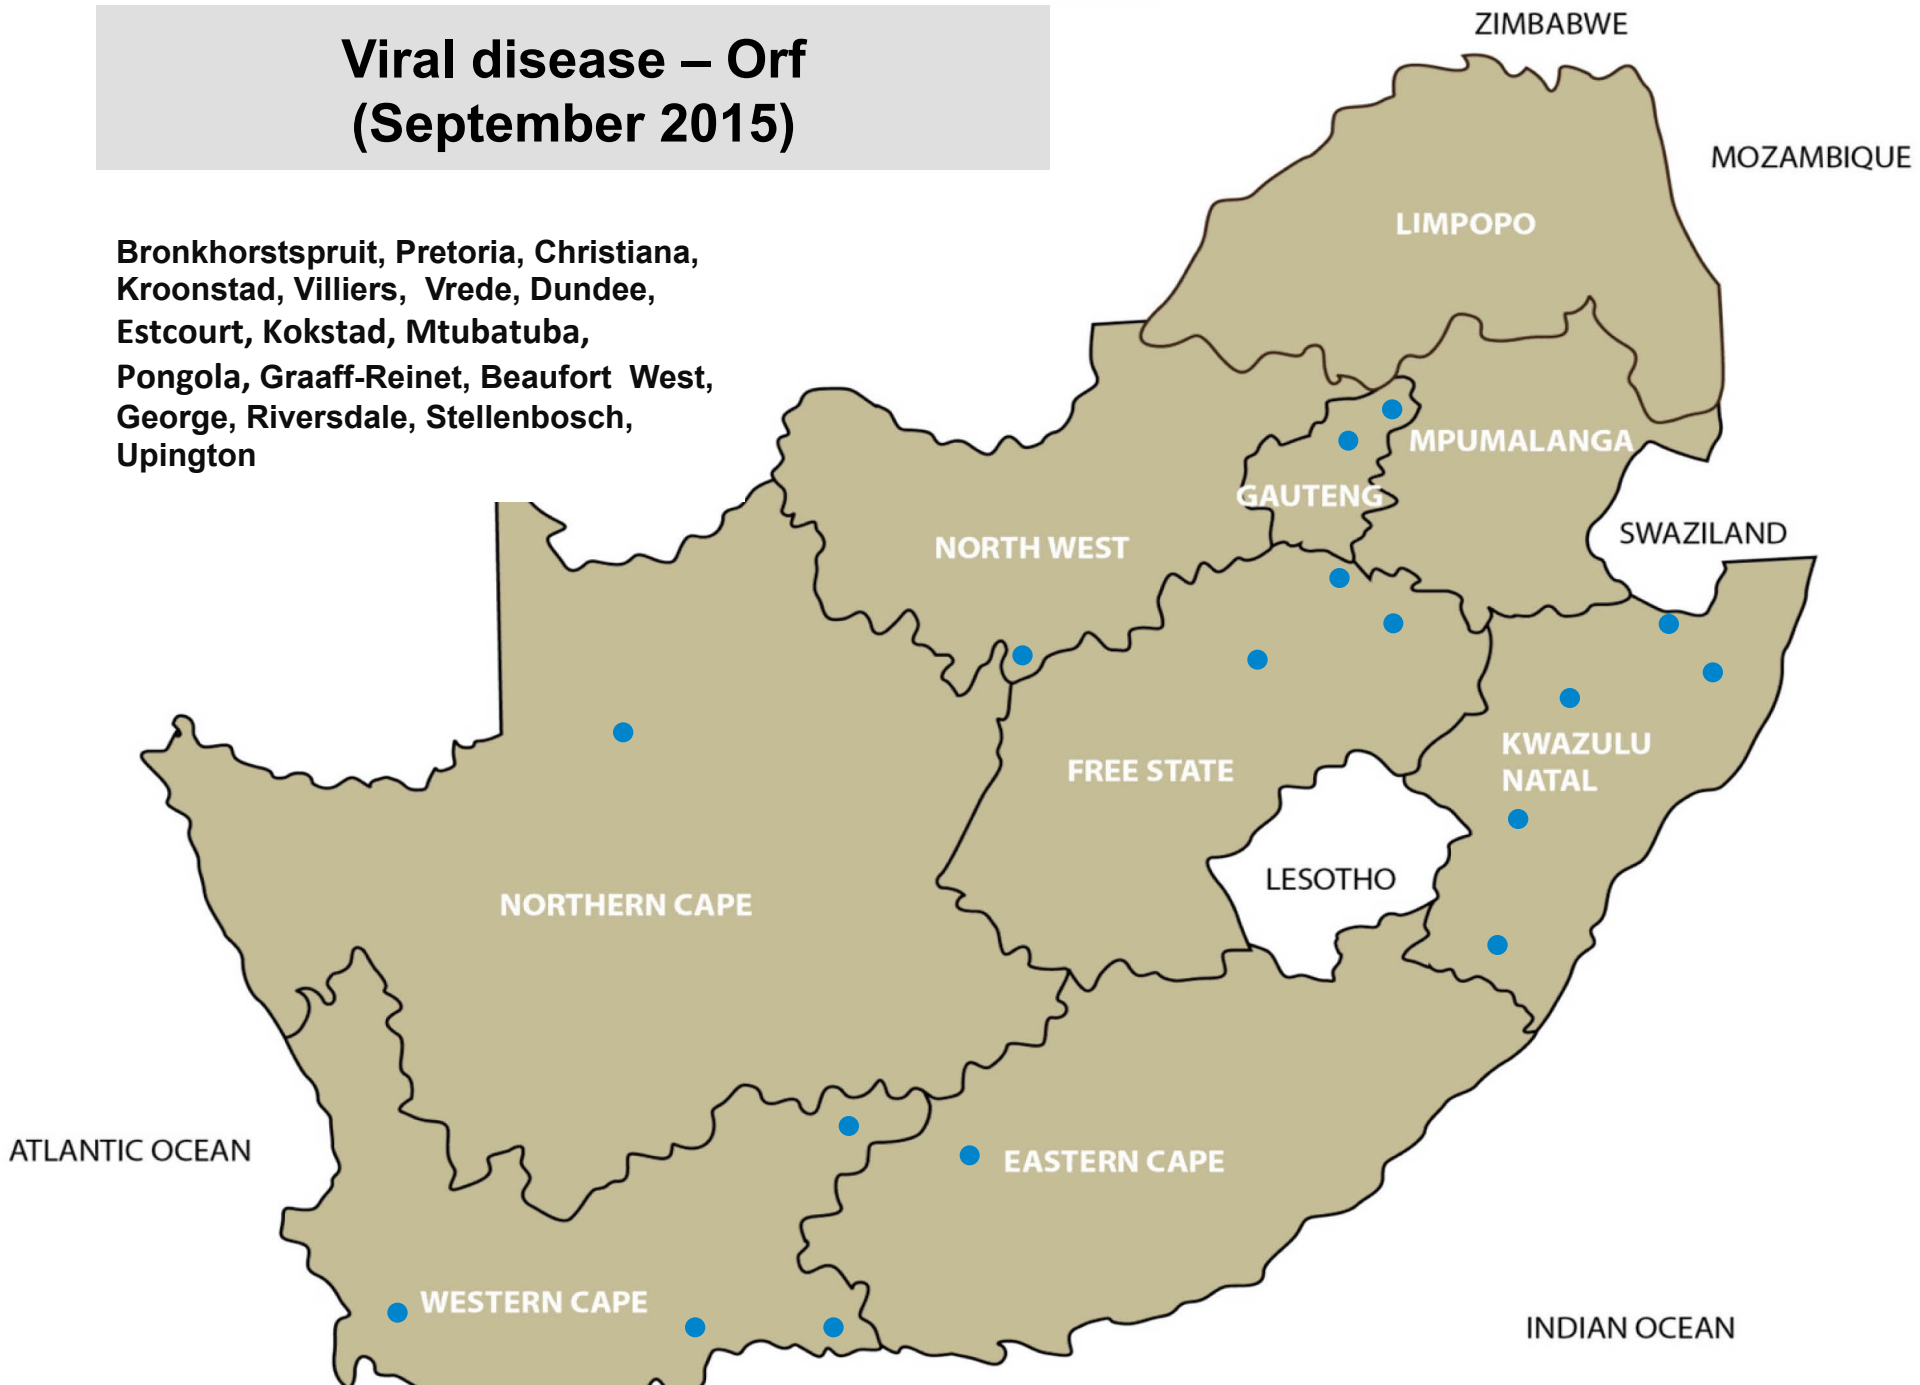 Viral disease – Orf
(September 2015)
Bronkhorstspruit, Pretoria, Christiana,
Kroonstad, Villiers, Vrede, Dundee,
Estcourt, Kokstad, Mtubatuba,
Pongola, Graaff-Reinet, Beaufort West,
George, Riversdale, Stellenbosch,
Upington
ZIMBABWE
MOZAMBIQUE
LIMPOPO
MPUMALANGA
GAUTENG
SWAZILAND
NORTH WEST
KWAZULU
NATAL
FREE STATE
LESOTHO
NORTHERN CAPE
ATLANTIC OCEAN
EASTERN CAPE
WESTERN CAPE
INDIAN OCEAN